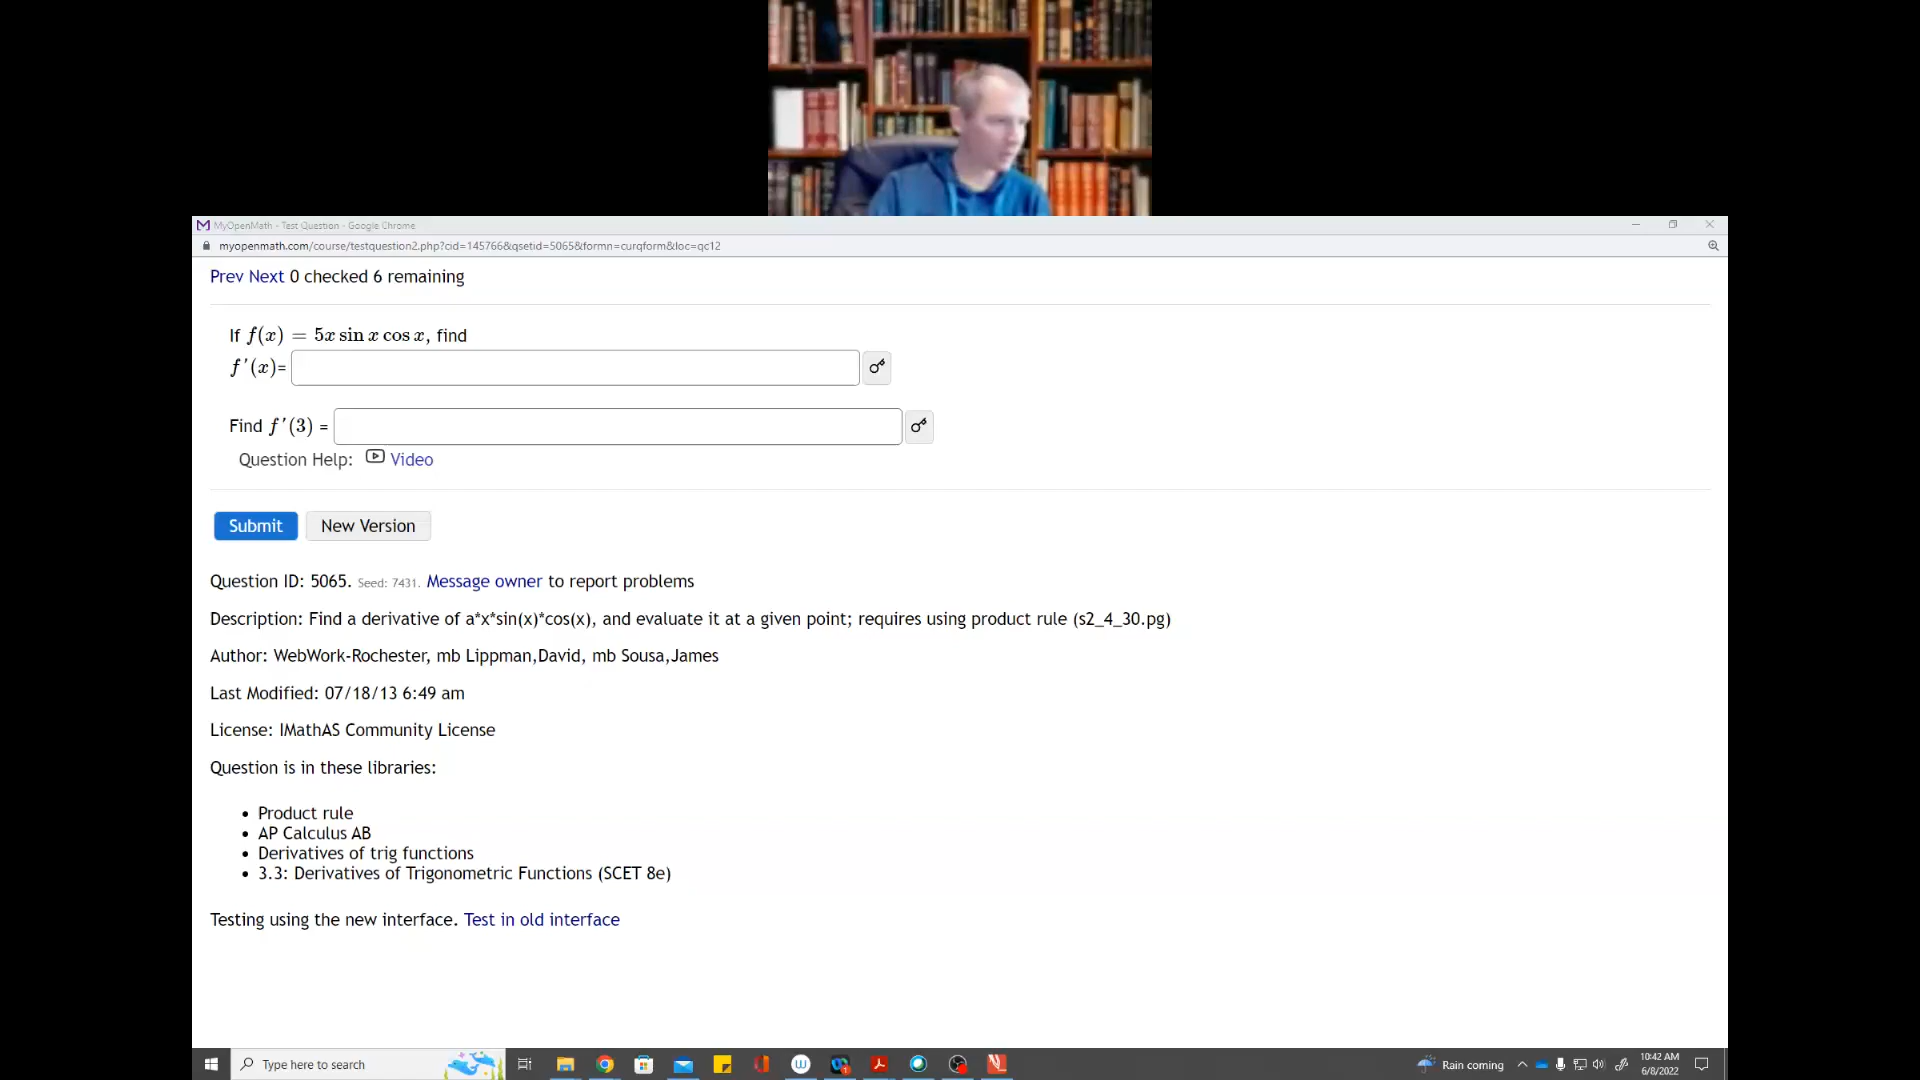 MyOpenMath - Test Question - Google Chrome
myopenmath.com/course/testquestion2.php?cid=145766&qsetid=5065&formn=curqform&loc=qc12
Prev Next 0 checked 6 remaining
If f(x) = 5x sin x cos x, find
f'(x)=
Find f'(3) =
Question Help: Video
Submit New Version
Question ID: 5065. Seed: 7431. Message owner to report problems
Description: Find a derivative of a*x*sin(x)*cos(x), and evaluate it at a given point; requires using product rule (s2_4_30.pg)
Author: WebWork-Rochester, mb Lippman,David, mb Sousa,James
Last Modified: 07/18/13 6:49 am
License: IMathAS Community License
Question is in these libraries:
• Product rule
• AP Calculus AB
• Derivatives of trig functions
• 3.3: Derivatives of Trigonometric Functions (SCET 8e)
Testing using the new interface. Test in old interface
Type here to search
Rain coming
10:42 AM
6/8/2022